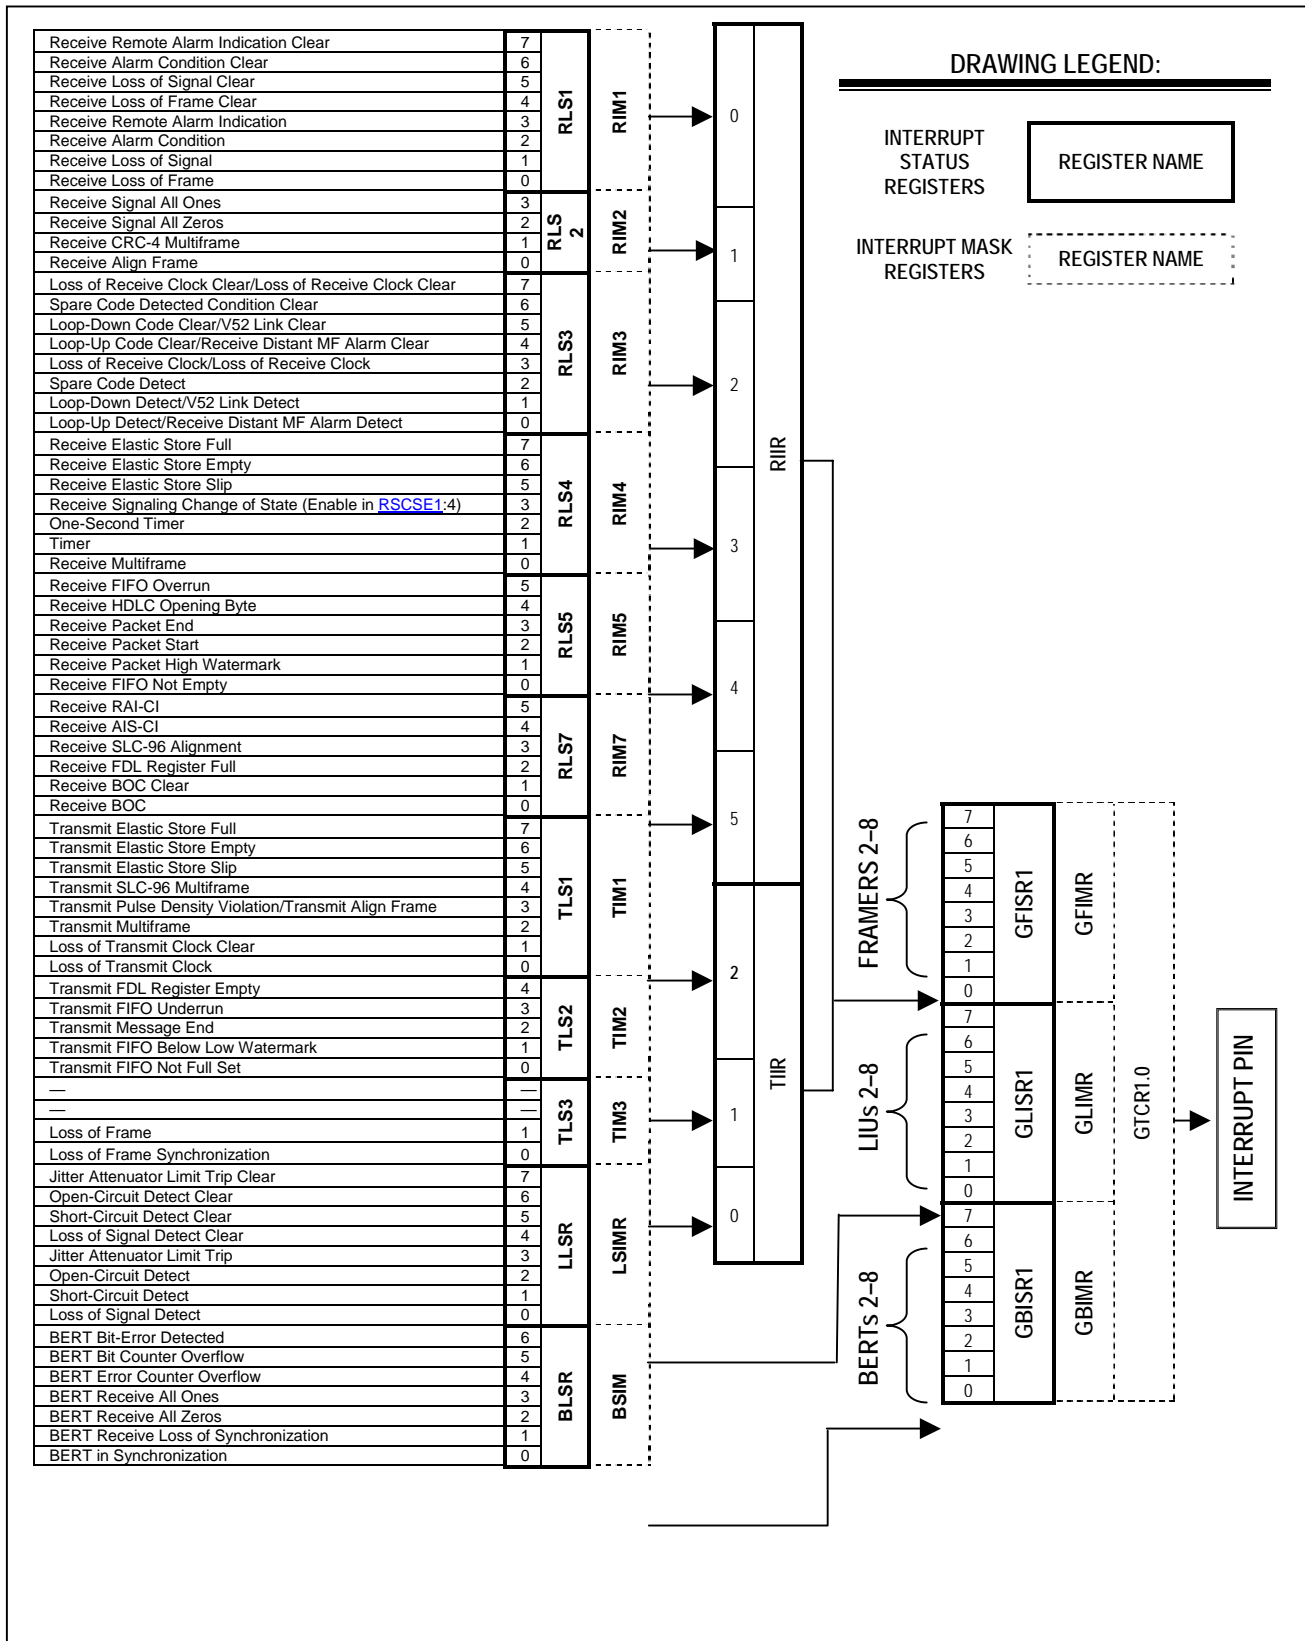 Receive Remote Alarm Indication Clear 7
Receive Alarm Condition Clear 6
Receive Loss of Signal Clear 5
Receive Loss of Frame Clear 4
Receive Remote Alarm Indication 3
Receive Alarm Condition 2
Receive Loss of Signal 1
Receive Loss of Frame 0
RLS1
RIM1
Receive Signal All Ones 3
Receive Signal All Zeros 2
Receive CRC-4 Multiframe 1
Receive Align Frame 0
RLS
2
RIM2
Loss of Receive Clock Clear/Loss of Receive Clock Clear 7
Spare Code Detected Condition Clear 6
Loop-Down Code Clear/V52 Link Clear 5
Loop-Up Code Clear/Receive Distant MF Alarm Clear 4
Loss of Receive Clock/Loss of Receive Clock 3
Spare Code Detect 2
Loop-Down Detect/V52 Link Detect 1
Loop-Up Detect/Receive Distant MF Alarm Detect 0
RLS3
RIM3
Receive Elastic Store Full 7
Receive Elastic Store Empty 6
Receive Elastic Store Slip 5
Receive Signaling Change of State (Enable in RSCSE1:4) 3
One-Second Timer 2
Timer 1
Receive Multiframe 0
RLS4
RIM4
Receive FIFO Overrun 5
Receive HDLC Opening Byte 4
Receive Packet End 3
Receive Packet Start 2
Receive Packet High Watermark 1
Receive FIFO Not Empty 0
RLS5
RIM5
Receive RAI-CI 5
Receive AIS-CI 4
Receive SLC-96 Alignment 3
Receive FDL Register Full 2
Receive BOC Clear 1
Receive BOC 0
RLS7
RIM7
Transmit Elastic Store Full 7
Transmit Elastic Store Empty 6
Transmit Elastic Store Slip 5
Transmit SLC-96 Multiframe 4
Transmit Pulse Density Violation/Transmit Align Frame 3
Transmit Multiframe 2
Loss of Transmit Clock Clear 1
Loss of Transmit Clock 0
TLS1
TIM1
Transmit FDL Register Empty 4
Transmit FIFO Underrun 3
Transmit Message End 2
Transmit FIFO Below Low Watermark 1
Transmit FIFO Not Full Set 0
TLS2
TIM2
— —
— —
Loss of Frame 1
Loss of Frame Synchronization 0
TLS3
TIM3
Jitter Attenuator Limit Trip Clear 7
Open-Circuit Detect Clear 6
Short-Circuit Detect Clear 5
Loss of Signal Detect Clear 4
Jitter Attenuator Limit Trip 3
Open-Circuit Detect 2
Short-Circuit Detect 1
Loss of Signal Detect 0
LLSR
LSIMR
BERT Bit-Error Detected 6
BERT Bit Counter Overflow 5
BERT Error Counter Overflow 4
BERT Receive All Ones 3
BERT Receive All Zeros 2
BERT Receive Loss of Synchronization 1
BERT in Synchronization 0
BLSR
BSIM
0
1
2
3
4
5
RIIR
2
1
0
TIIR
DRAWING LEGEND:
INTERRUPT
STATUS
REGISTERS
REGISTER NAME
INTERRUPT MASK
REGISTERS
REGISTER NAME
FRAMERS 2–8
7
6
5
4
3
2
1
0
GFISR1
GFIMR
LIUs 2–8
7
6
5
4
3
2
1
0
GLISR1
GLIMR
BERTs 2–8
7
6
5
4
3
2
1
0
GBISR1
GBIMR
GTCR1.0
INTERRUPT PIN